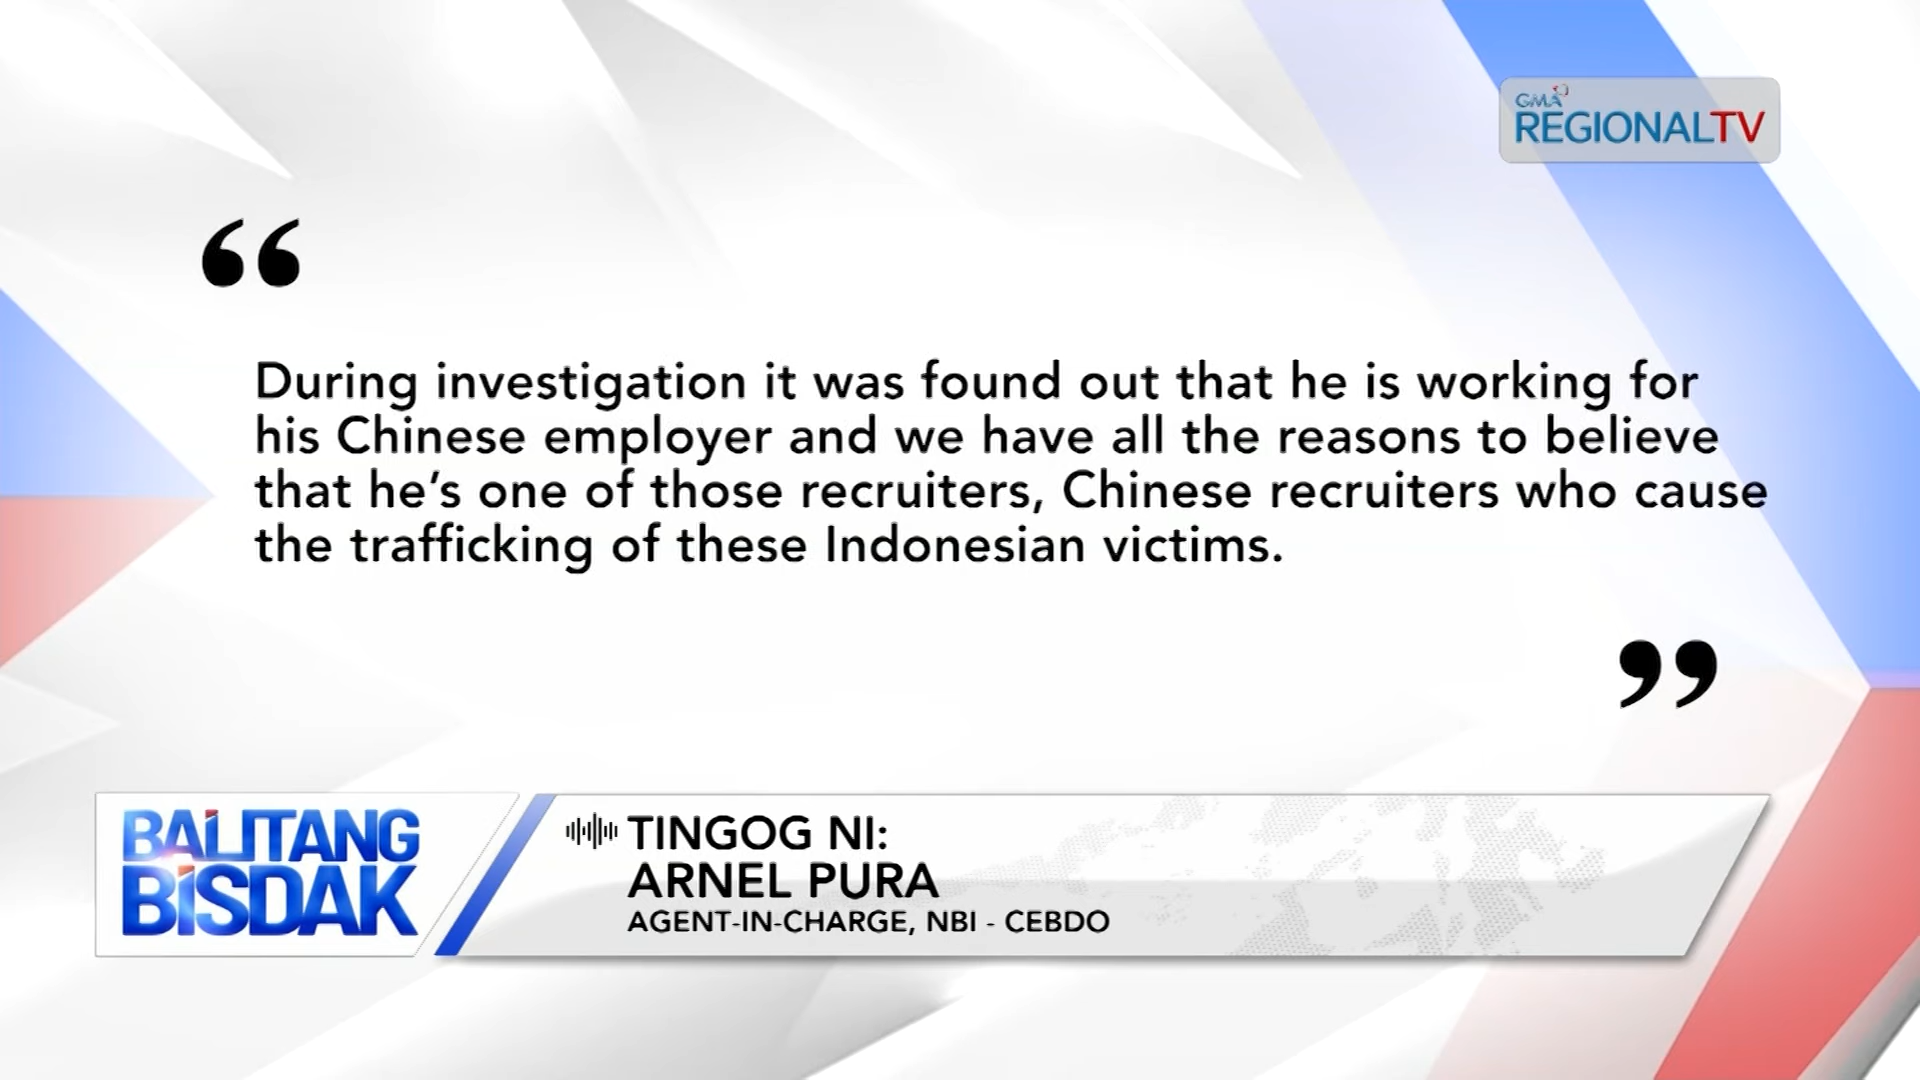 GMA
REGIONALTV
“
During investigation it was found out that he is working for
his Chinese employer and we have all the reasons to believe
that he’s one of those recruiters, Chinese recruiters who cause
the trafficking of these Indonesian victims.
”
BALITANG
BISDAK
TINGOG NI:
ARNEL PURA
AGENT-IN-CHARGE, NBI - CEBDO